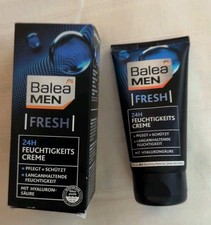 Balea
MEN
FRESH
24H
FEUCHTIGKEITS
CREME
+ PFLEGT + SCHÜTZT
+ LANGANHALTENDE
FEUCHTIGKEIT
MIT HYALURON-
SÄURE
Balea
MEN
FRESH
24H
FEUCHTIGKEITS
CREME
+ PFLEGT + SCHÜTZT
+ LANGANHALTENDE
FEUCHTIGKEIT
MIT HYALURONSÄURE